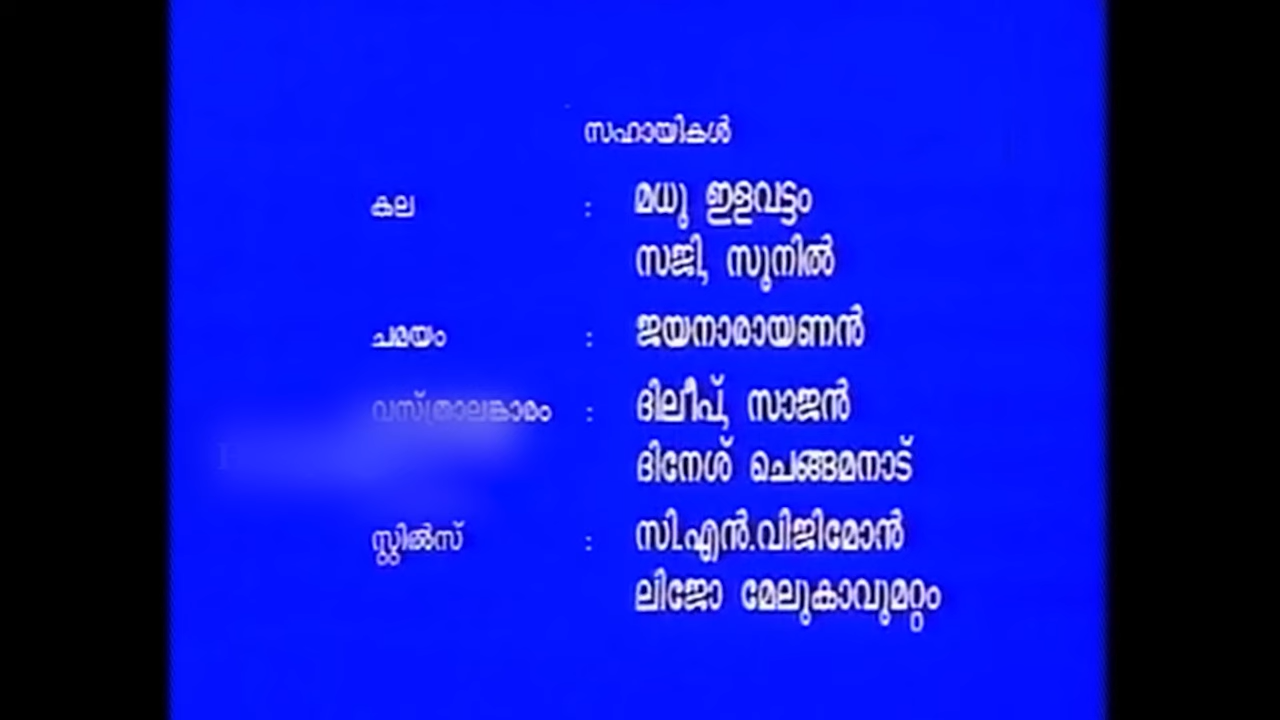 സഹായികൾ
കല : മധു ഇളവട്ടം
സജി, സുനിൽ
ചമയം : ജയനാരായണൻ
വസ്ത്രാലങ്കാരം : ദിലീപ്, സാജൻ
ദിനേശ് ചെങ്ങമനാട്
സ്റ്റിൽസ് : സി.എൻ.വിജിമോൻ
ലിജോ മേലുകാവുമറ്റം